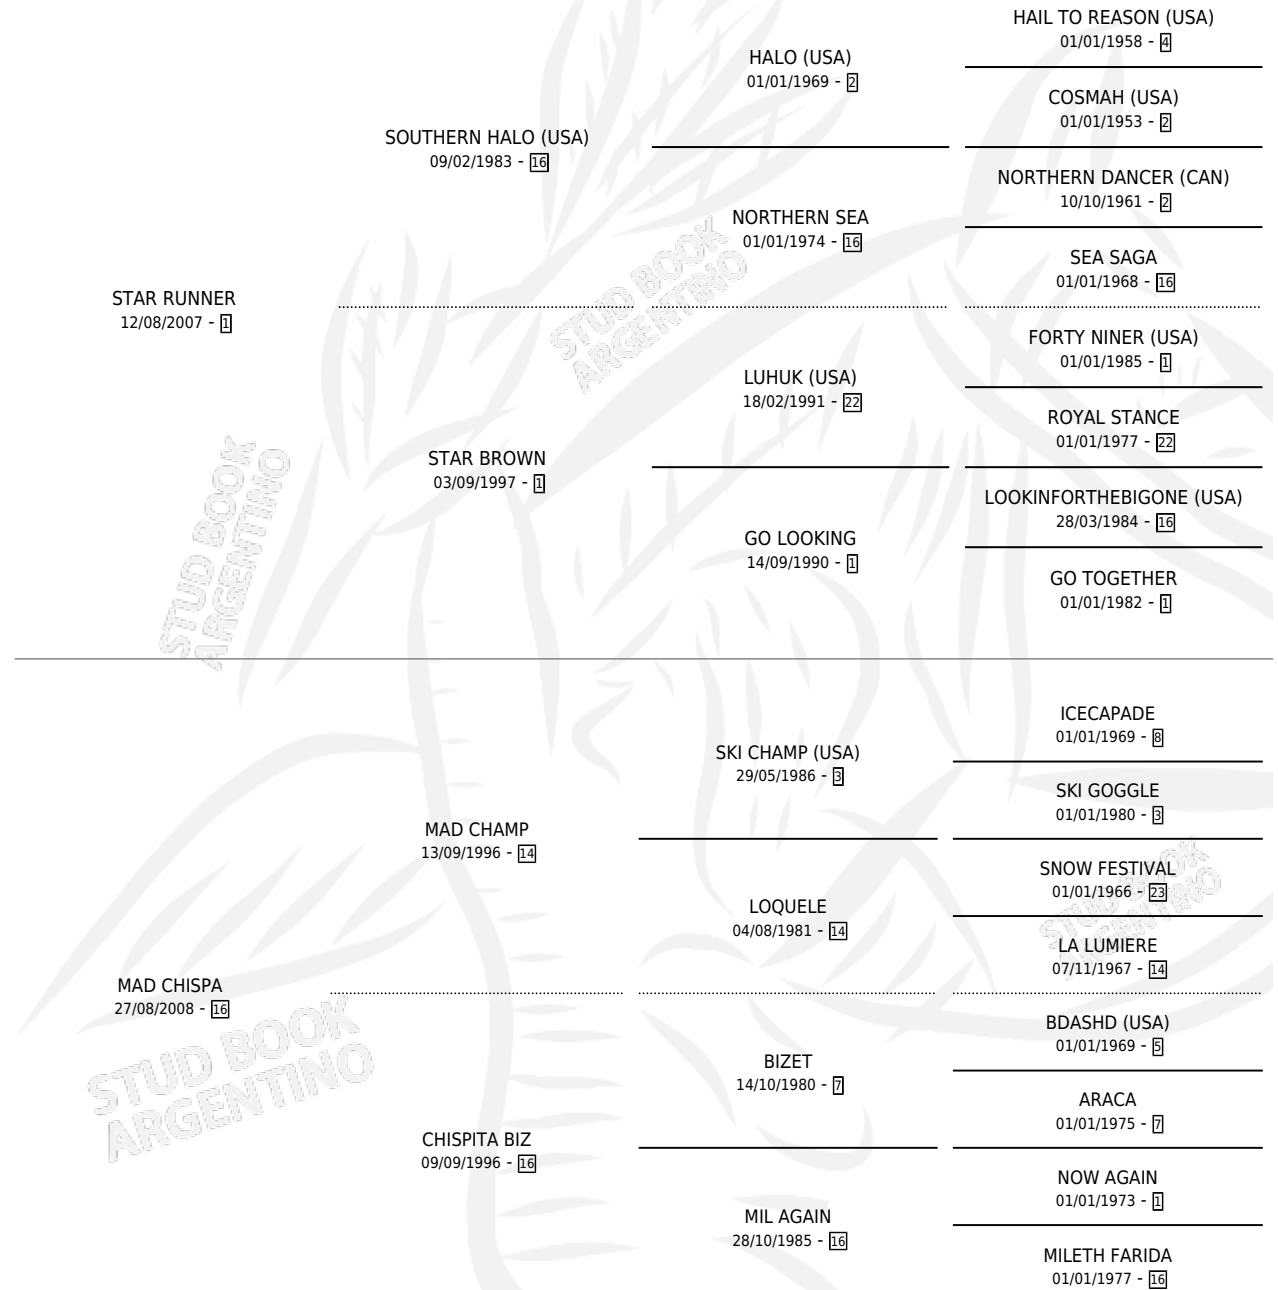 HAIL TO REASON (USA)
01/01/1958 - 4
HALO (USA)
01/01/1969 - 2
COSMAH (USA)
01/01/1953 - 2
SOUTHERN HALO (USA)
09/02/1983 - 16
NORTHERN DANCER (CAN)
10/10/1961 - 2
NORTHERN SEA
01/01/1974 - 16
SEA SAGA
01/01/1968 - 16
STAR RUNNER
12/08/2007 - 1
FORTY NINER (USA)
01/01/1985 - 1
LUHUK (USA)
18/02/1991 - 22
ROYAL STANCE
01/01/1977 - 22
STAR BROWN
03/09/1997 - 1
LOOKINFORTHEBIGONE (USA)
28/03/1984 - 16
GO LOOKING
14/09/1990 - 1
GO TOGETHER
01/01/1982 - 1
ICECAPADE
01/01/1969 - 8
SKI CHAMP (USA)
29/05/1986 - 3
SKI GOGGLE
01/01/1980 - 3
MAD CHAMP
13/09/1996 - 14
SNOW FESTIVAL
01/01/1966 - 23
LOQUELE
04/08/1981 - 14
LA LUMIERE
07/11/1967 - 14
MAD CHISPA
27/08/2008 - 16
BDASHD (USA)
01/01/1969 - 5
BIZET
14/10/1980 - 7
ARACA
01/01/1975 - 7
CHISPITA BIZ
09/09/1996 - 16
NOW AGAIN
01/01/1973 - 1
MIL AGAIN
28/10/1985 - 16
MILETH FARIDA
01/01/1977 - 16
STUD BOOK
ARGENTINO
STUD BOOK
ARGENTINO
STUD BOOK
ARGENTINO
STUD BOOK
ARGENTINO